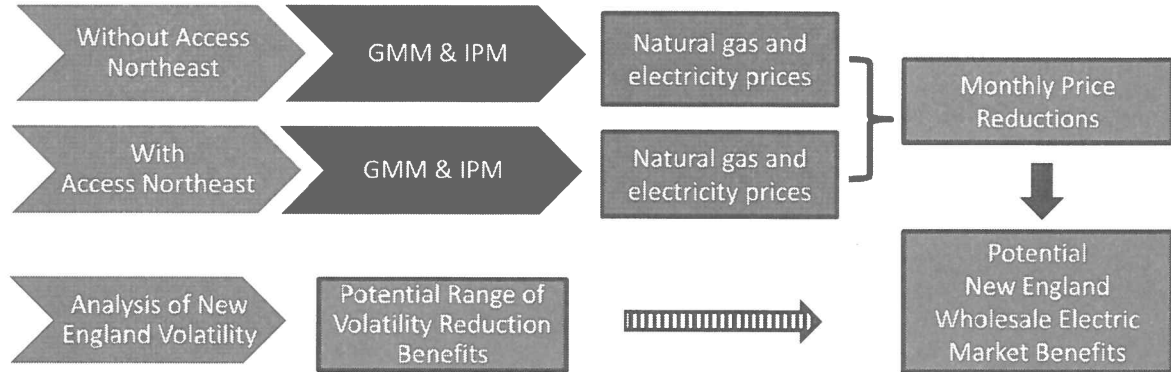 Without Access
Northeast
GMM & IPM
Natural gas and
electricity prices
With
Access Northeast
GMM & IPM
Natural gas and
electricity prices
Monthly Price
Reductions
Analysis of New
England Volatility
Potential Range of
Volatility Reduction
Benefits
Potential
New England
Wholesale Electric
Market Benefits